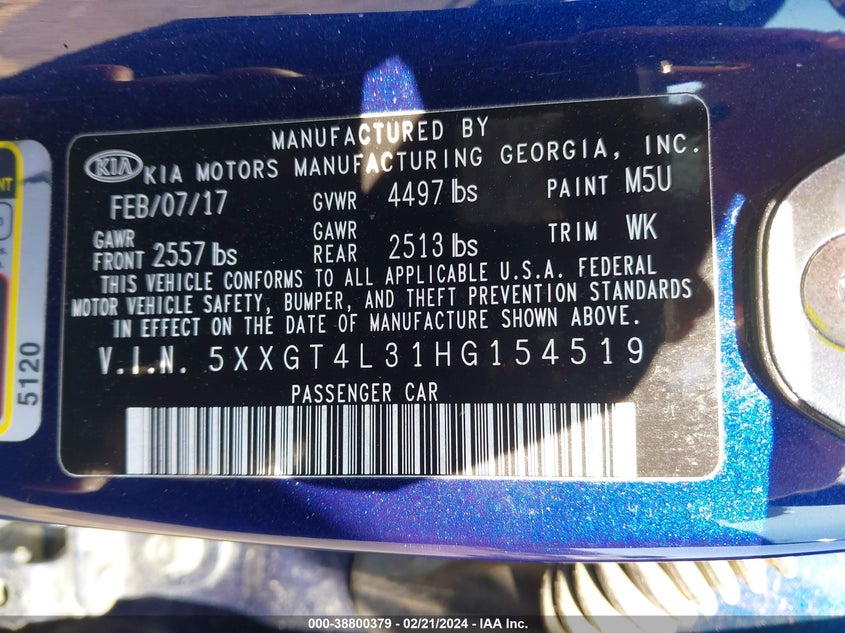 MANUFACTURED BY
KIA KIA MOTORS MANUFACTURING GEORGIA, INC.
FEB/07/17 GVWR 4497 lbs PAINT M5U
GAWR FRONT 2557 lbs GAWR REAR 2513 lbs TRIM WK
THIS VEHICLE CONFORMS TO ALL APPLICABLE U.S.A. FEDERAL
MOTOR VEHICLE SAFETY, BUMPER, AND THEFT PREVENTION STANDARDS
IN EFFECT ON THE DATE OF MANUFACTURE SHOWN ABOVE.
V.I.N. 5XXGT4L31HG154519
PASSENGER CAR
5120
000-38800379 — 02/21/2024 — IAA Inc.